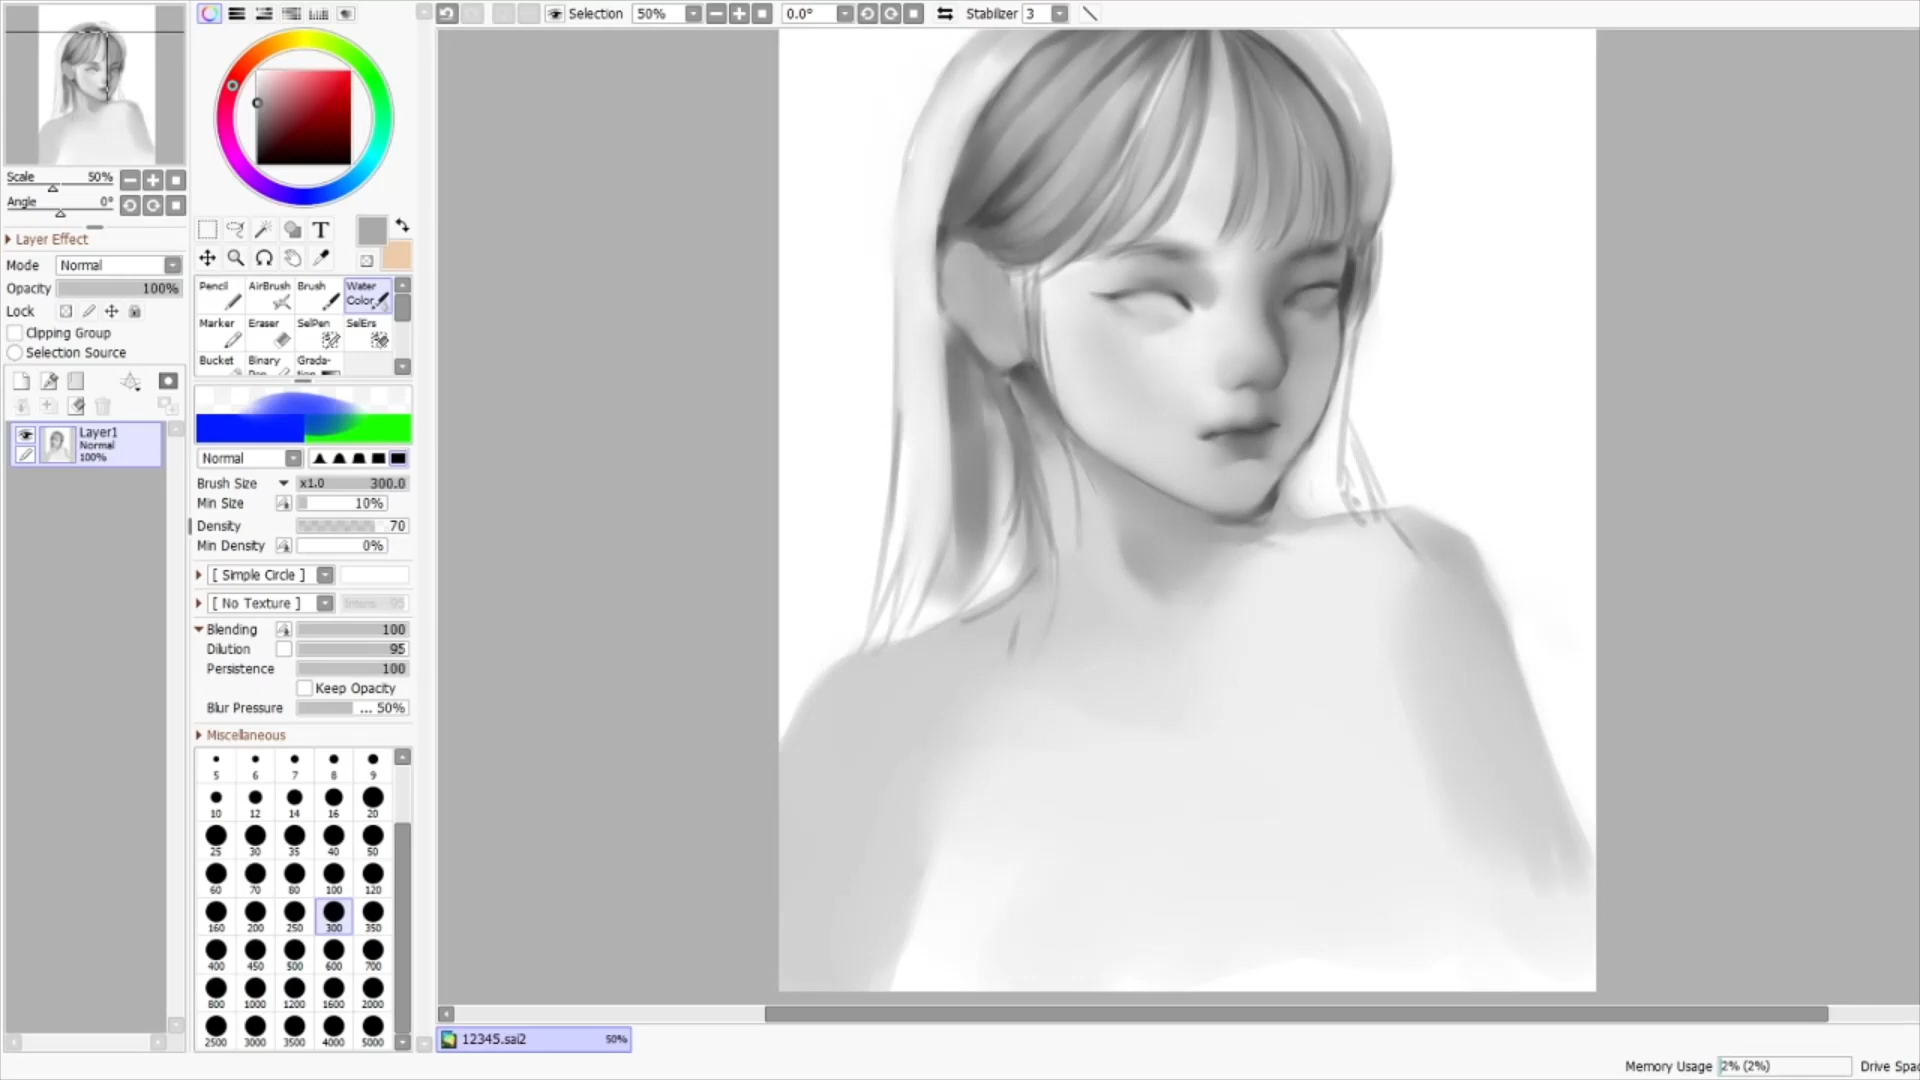 Selection 50% 0.0° Stabilizer 3
Scale 50%
Angle 0°
Layer Effect
Mode Normal
Opacity 100%
Lock
Clipping Group
Selection Source
Layer1
Normal
100%
T
Pencil AirBrush Brush Water Color
Marker Eraser SelPen SelErs
Bucket Binary Pen Grada-tion
Normal
Brush Size x1.0 300.0
Min Size 10%
Density 70
Min Density 0%
[ Simple Circle ]
[ No Texture ] Intens 95
Blending 100
Dilution 95
Persistence 100
Keep Opacity
Blur Pressure ... 50%
Miscellaneous
5 6 7 8 9
10 12 14 16 20
25 30 35 40 50
60 70 80 100 120
160 200 250 300 350
400 450 500 600 700
800 1000 1200 1600 2000
2500 3000 3500 4000 5000
12345.sai2 50%
Memory Usage 2% (2%) Drive Spac